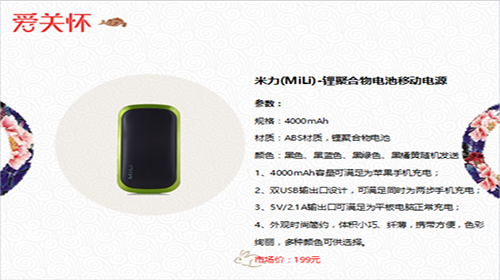 爱关怀
MiLi
米力(MiLi)-锂聚合物电池移动电源
参数：
规格：4000mAh
材质：ABS材质，锂聚合物电池
颜色：黑色、黑蓝色、黑绿色、黑橘黄随机发送
1、4000mAh容量可满足为苹果手机充电；
2、双USB输出口设计，可满足同时为两步手机充电；
3、5V/2.1A输出口可满足为平板电脑正常充电；
4、外观时尚简约，体积小巧、纤薄，携带方便，色彩
绚丽，多种颜色可供选择。
市场价：199元